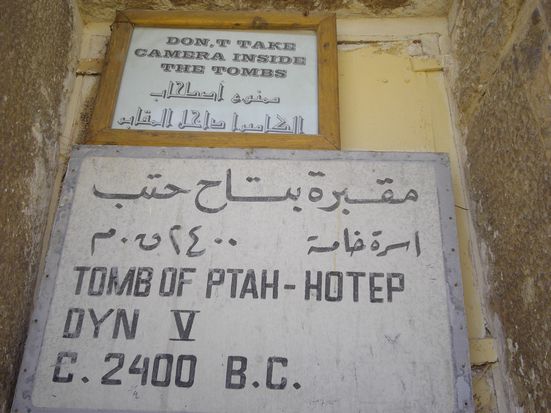 DON,T TAKE
CAMERA INSIDE
THE TOMBS
ممنوع أصطحاب
الكاميرا داخل المقابر
مقبرة بتاح حتب
اسرة خامسة ٢٤٠٠ ق.م
TOMB OF PTAH-HOTEP
DYN V
C. 2400 B.C.